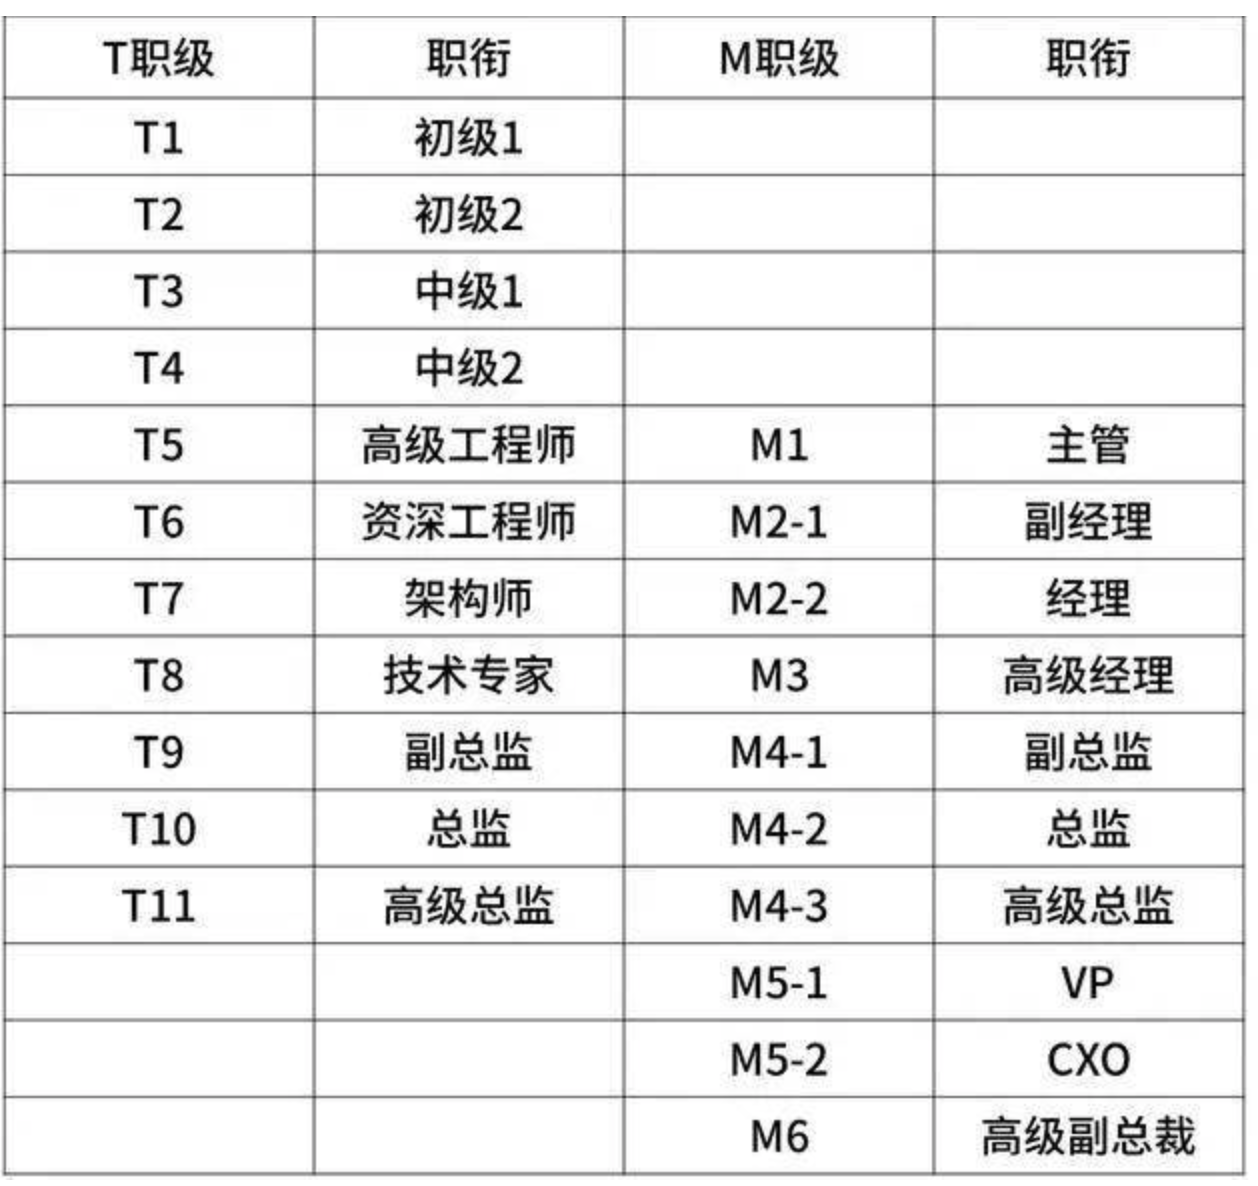 T职级 职衔 M职级 职衔
T1 初级1
T2 初级2
T3 中级1
T4 中级2
T5 高级工程师 M1 主管
T6 资深工程师 M2-1 副经理
T7 架构师 M2-2 经理
T8 技术专家 M3 高级经理
T9 副总监 M4-1 副总监
T10 总监 M4-2 总监
T11 高级总监 M4-3 高级总监
M5-1 VP
M5-2 CXO
M6 高级副总裁